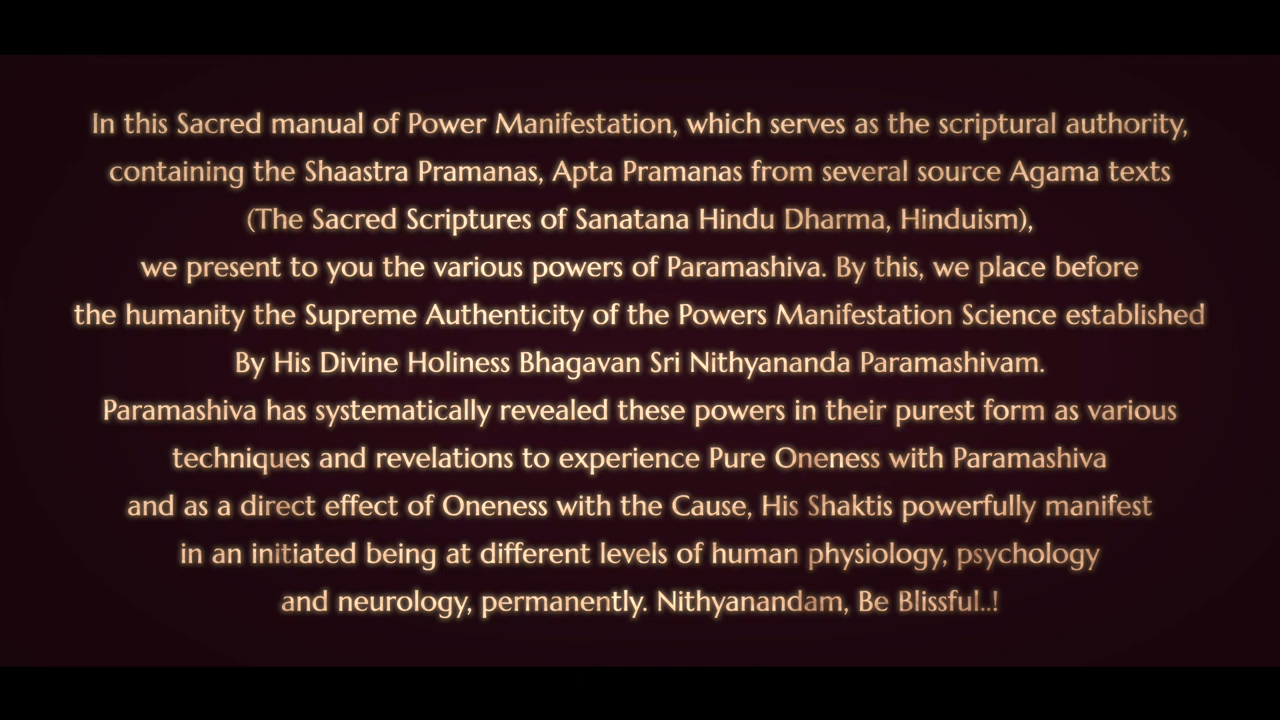 In this Sacred manual of Power Manifestation, which serves as the scriptural authority,
containing the Shaastra Pramanas, Apta Pramanas from several source Agama texts
(The Sacred Scriptures of Sanatana Hindu Dharma, Hinduism),
we present to you the various powers of Paramashiva. By this, we place before
the humanity the Supreme Authenticity of the Powers Manifestation Science established
By His Divine Holiness Bhagavan Sri Nithyananda Paramashivam.
Paramashiva has systematically revealed these powers in their purest form as various
techniques and revelations to experience Pure Oneness with Paramashiva
and as a direct effect of Oneness with the Cause, His Shaktis powerfully manifest
in an initiated being at different levels of human physiology, psychology
and neurology, permanently. Nithyanandam, Be Blissful..!